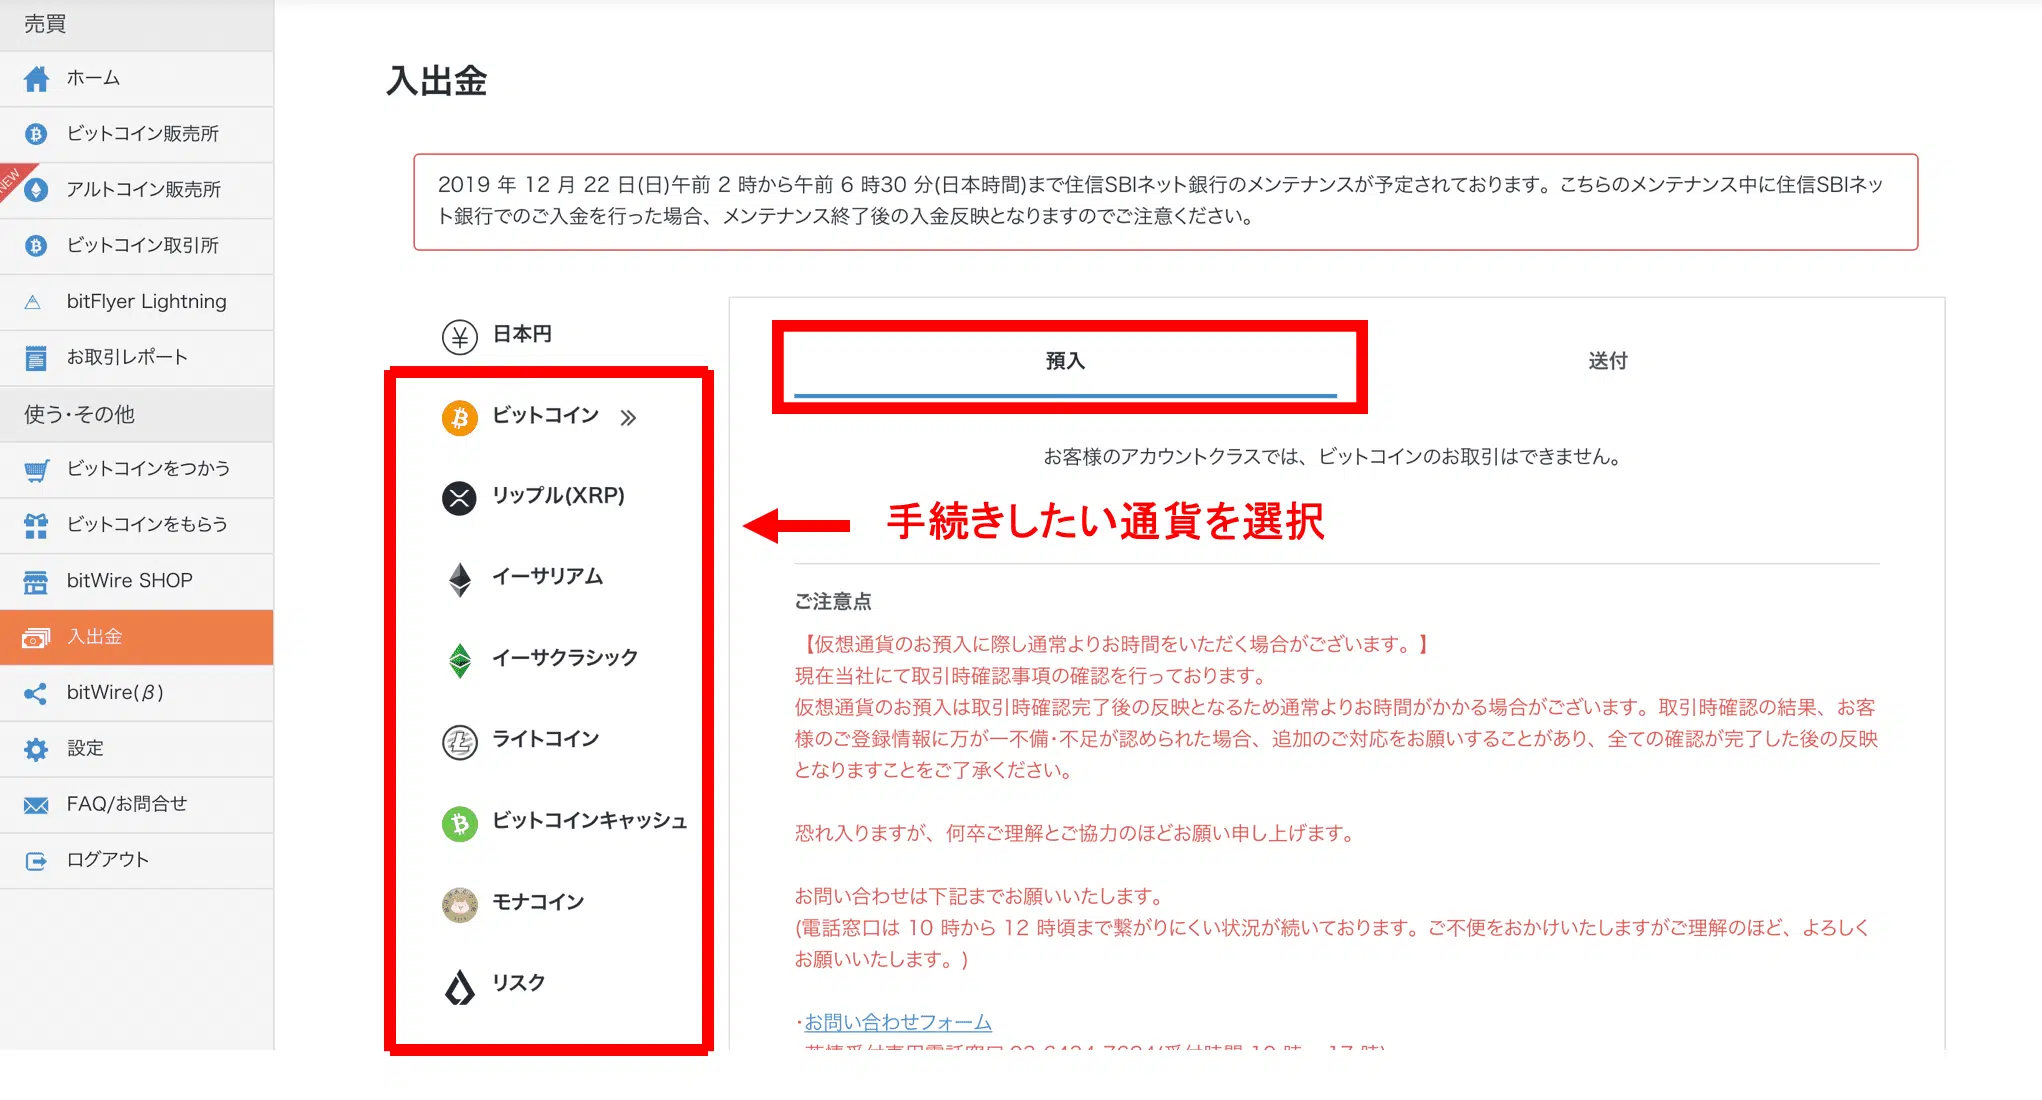 売買
ホーム
ビットコイン販売所
NEW
アルトコイン販売所
ビットコイン取引所
bitFlyer Lightning
お取引レポート
使う・その他
ビットコインをつかう
ビットコインをもらう
bitWire SHOP
入出金
bitWire(β)
設定
FAQ/お問合せ
ログアウト
入出金
2019 年 12 月 22 日(日)午前 2 時から午前 6 時30 分(日本時間)まで住信SBIネット銀行のメンテナンスが予定されております。こちらのメンテナンス中に住信SBIネッ
ト銀行でのご入金を行った場合、メンテナンス終了後の入金反映となりますのでご注意ください。
日本円
ビットコイン
リップル(XRP)
イーサリアム
イーサクラシック
ライトコイン
ビットコインキャッシュ
モナコイン
リスク
預入
送付
お客様のアカウントクラスでは、ビットコインのお取引はできません。
手続きしたい通貨を選択
ご注意点
【仮想通貨のお預入に際し通常よりお時間をいただく場合がございます。】
現在当社にて取引時確認事項の確認を行っております。
仮想通貨のお預入は取引時確認完了後の反映となるため通常よりお時間がかかる場合がございます。取引時確認の結果、お客
様のご登録情報に万が一不備・不足が認められた場合、追加のご対応をお願いすることがあり、全ての確認が完了した後の反映
となりますことをご了承ください。
恐れ入りますが、何卒ご理解とご協力のほどお願い申し上げます。
お問い合わせは下記までお願いいたします。
(電話窓口は 10 時から 12 時頃まで繋がりにくい状況が続いております。ご不便をおかけいたしますがご理解のほど、よろしく
お願いいたします。)
・お問い合わせフォーム